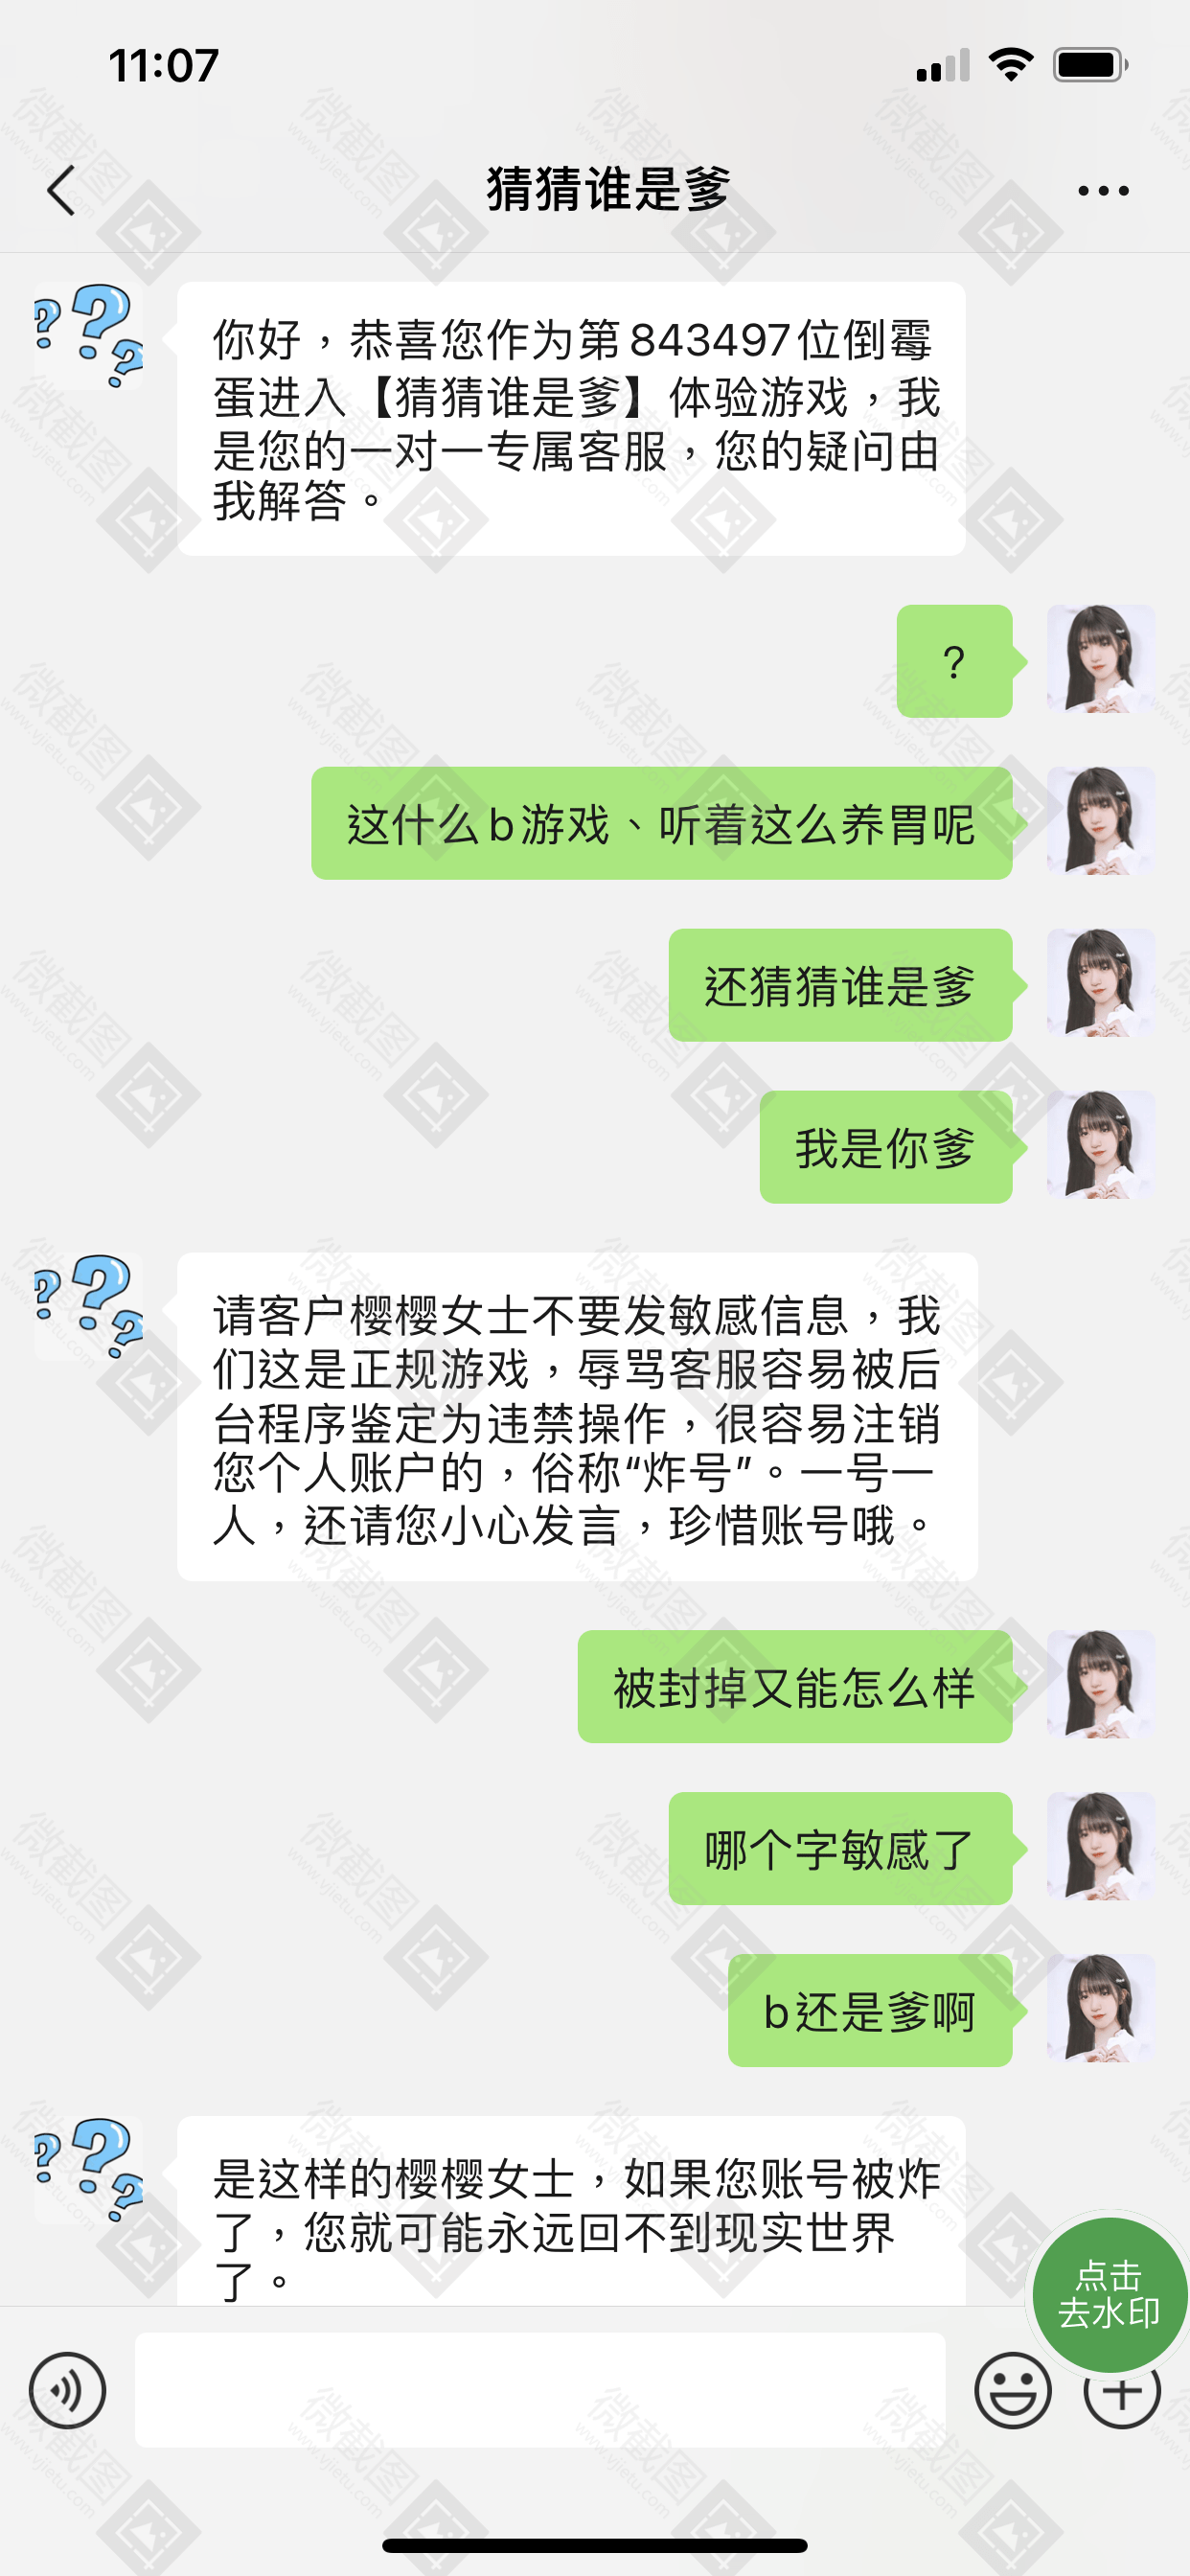 11:07
猜猜谁是爹
你好，恭喜您作为第843497位倒霉
蛋进入【猜猜谁是爹】体验游戏，我
是您的一对一专属客服，您的疑问由
我解答。
？
这什么b游戏、听着这么养胃呢
还猜猜谁是爹
我是你爹
请客户樱樱女士不要发敏感信息，我
们这是正规游戏，辱骂客服容易被后
台程序鉴定为违禁操作，很容易注销
您个人账户的，俗称“炸号”。一号一
人，还请您小心发言，珍惜账号哦。
被封掉又能怎么样
哪个字敏感了
b还是爹啊
是这样的樱樱女士，如果您账号被炸
了，您就可能永远回不到现实世界
了。
点击
去水印
微截图
www.vjietu.com